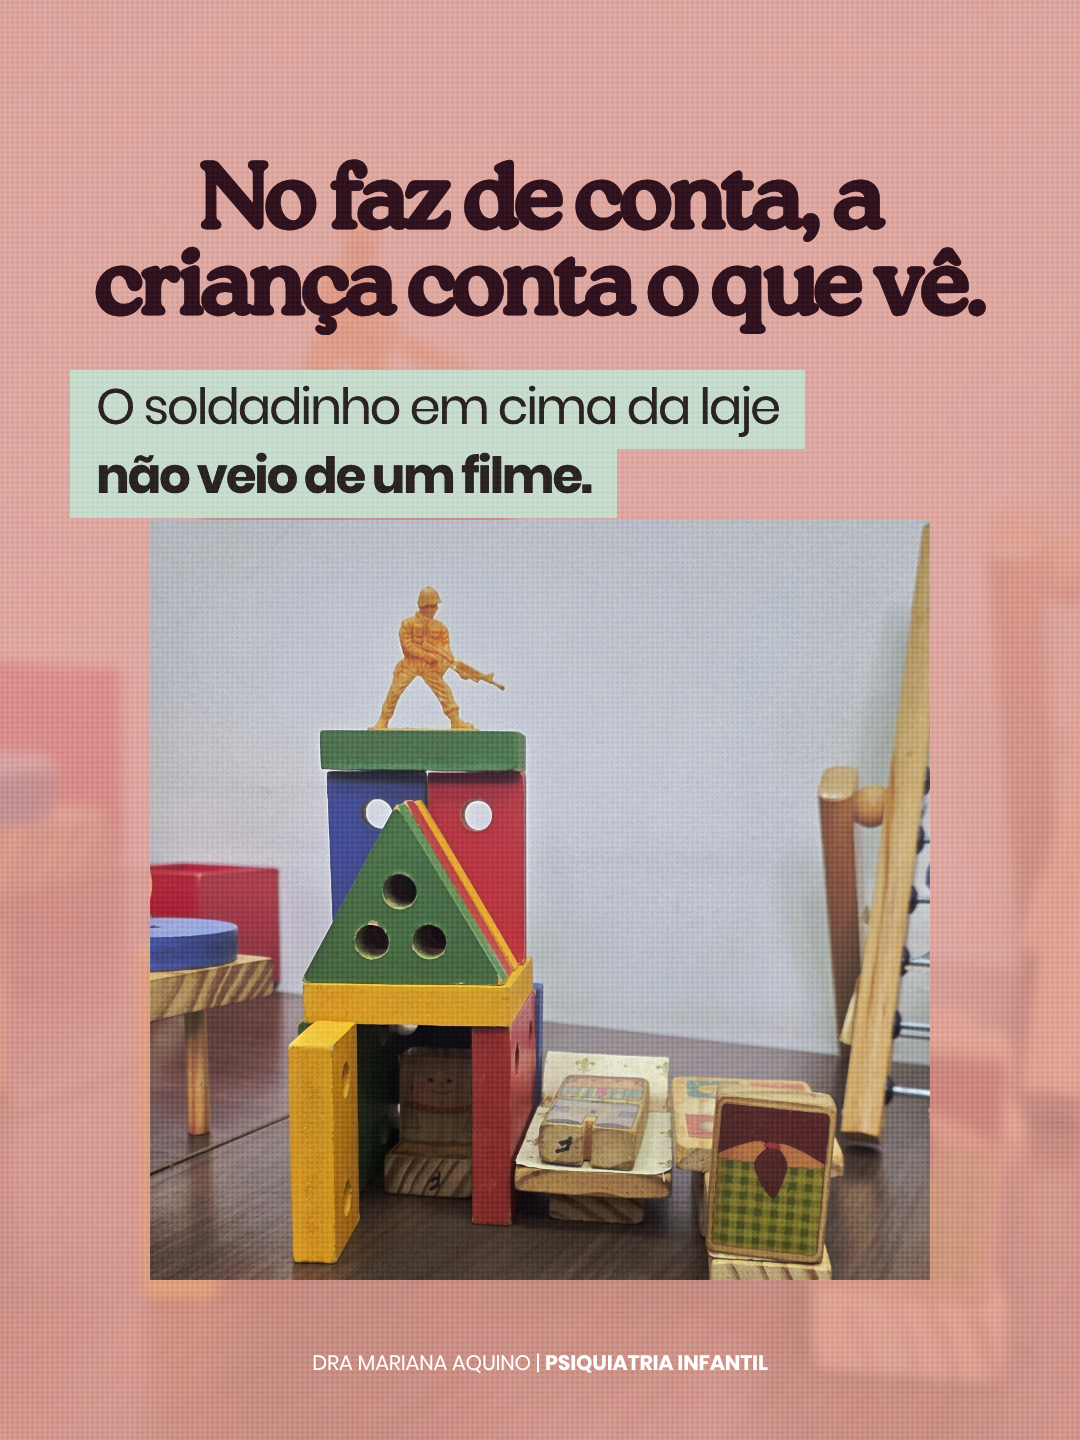 No faz de conta, a
criança conta o que vê.
O soldadinho em cima da laje
não veio de um filme.
DRA MARIANA AQUINO | PSIQUIATRIA INFANTIL